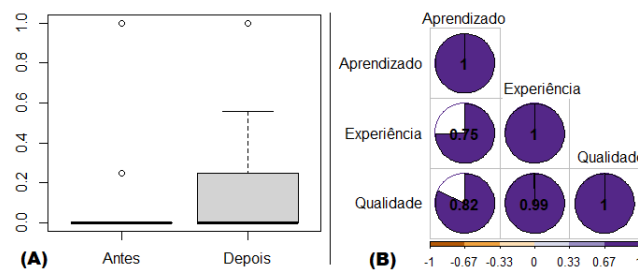 1.0
0.8
0.6
0.4
0.2
0.0
Antes Depois
(A)
Aprendizado
Aprendizado 1
Experiência
Experiência 0.75 1
Qualidade
Qualidade 0.82 0.99 1
(B)
-1 -0.67 -0.33 0 0.33 0.67 1